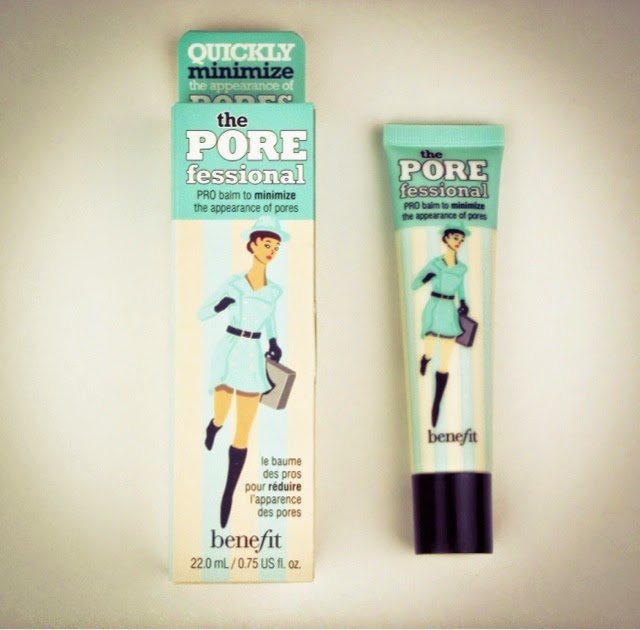 QUICKLY
minimize
the appearance of
PORES
the
PORE
fessional
PRO balm to minimize
the appearance of pores
le baume
des pros
pour réduire
l'apparence
des pores
benefit
22.0 mL / 0.75 US fl. oz.
the
PORE
fessional
PRO balm to minimize
the appearance of pores
benefit